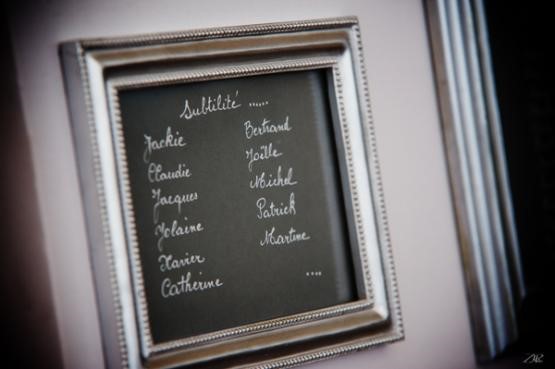 Subtilité ......
Jackie
Claudie
Jacques
Yolaine
Xavier
Catherine
Bertrand
Joëlle
Michel
Patrick
Martine
....